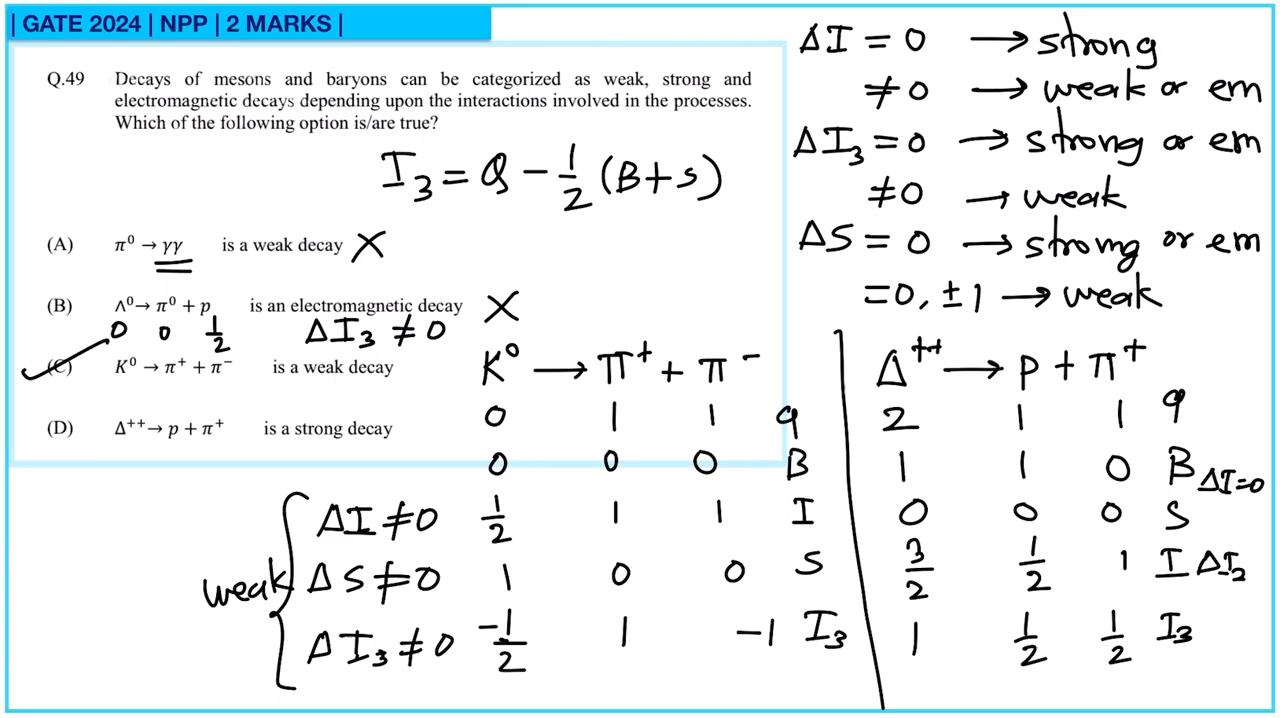 | GATE 2024 | NPP | 2 MARKS |
Q.49 Decays of mesons and baryons can be categorized as weak, strong and
electromagnetic decays depending upon the interactions involved in the processes.
Which of the following option is/are true?
I₃ = Q - 1/2 (B+s)
(A) π⁰ → γγ is a weak decay ✗
(B) Λ⁰→ π⁰ + p is an electromagnetic decay ✗
0 0 1/2 ΔI₃ ≠ 0
(C) K⁰ → π⁺ + π⁻ is a weak decay
(D) Δ⁺⁺→ p + π⁺ is a strong decay
ΔI = 0 → strong
≠0 → weak or em
ΔI₃ = 0 → strong or em
≠0 → weak
ΔS = 0 → strong or em
=0, ±1 → weak
K⁰ → π⁺ + π⁻
0 1 1 q
0 0 0 B
ΔI ≠0 1/2 1 1 I
weak ΔS ≠0 1 0 0 S
ΔI₃ ≠0 -1/2 1 -1 I₃
Δ⁺⁺ → p + π⁺
2 1 1 q
1 1 0 B ΔI=0
0 0 0 S
3/2 1/2 1 I
1 1/2 1/2 I₃